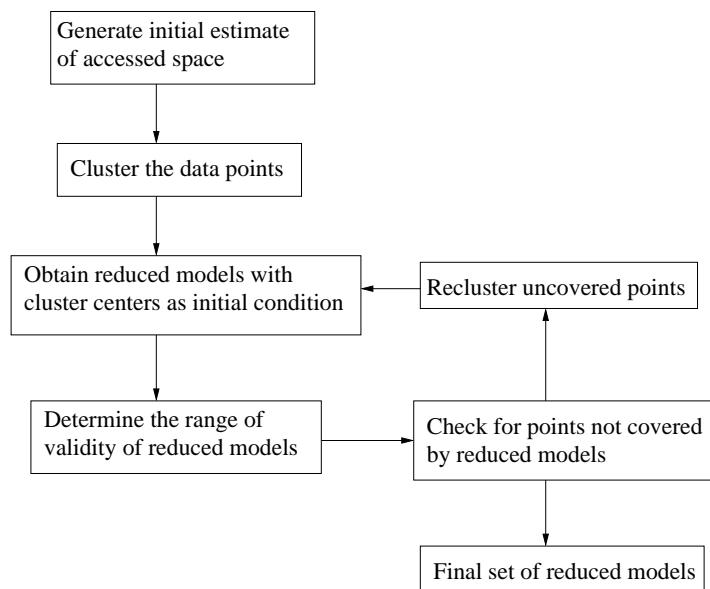 Generate initial estimate
of accessed space
Cluster the data points
Obtain reduced models with
cluster centers as initial condition
Recluster uncovered points
Determine the range of
validity of reduced models
Check for points not covered
by reduced models
Final set of reduced models